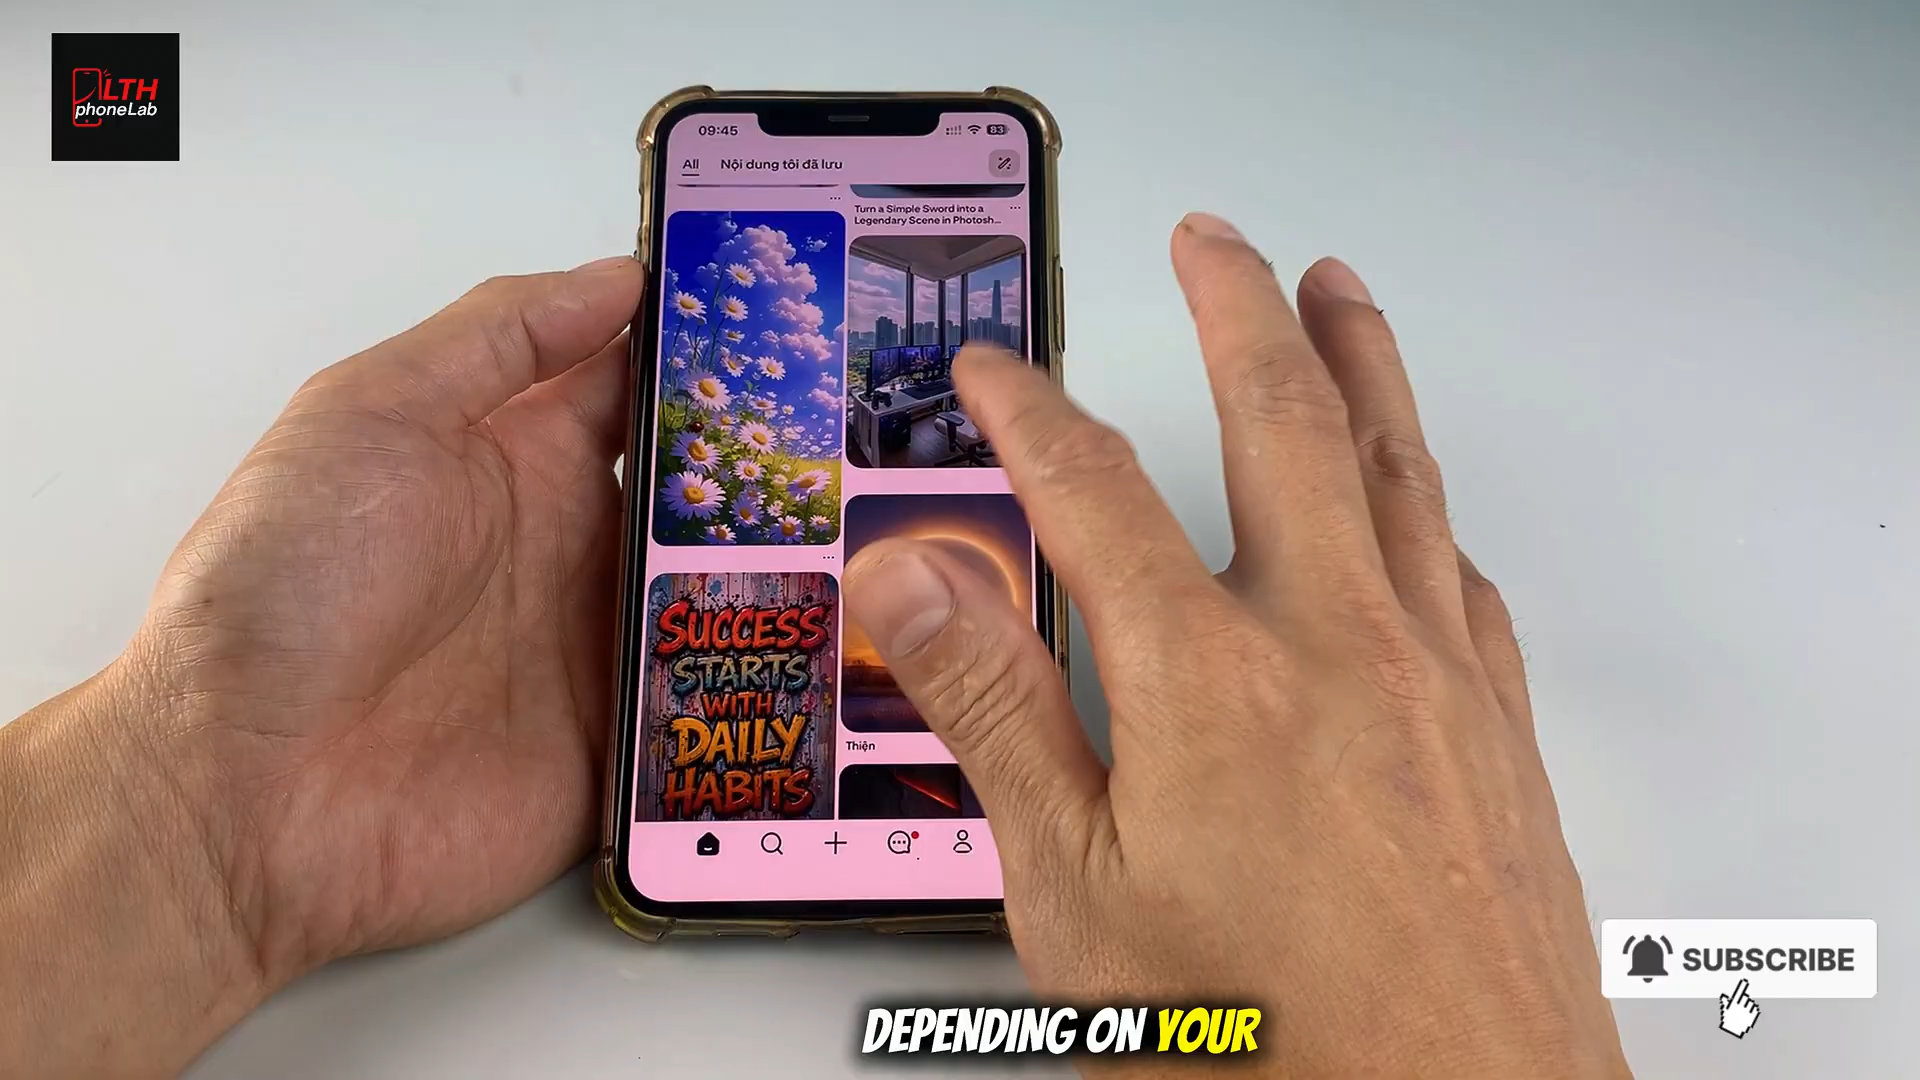 LTH
phoneLab
09:45
83
All Nội dung tôi đã lưu
Turn a Simple Sword into a
Legendary Scene in Photosh...
SUCCESS
STARTS
WITH
DAILY
HABITS
Thiện
SUBSCRIBE
DEPENDING ON YOUR